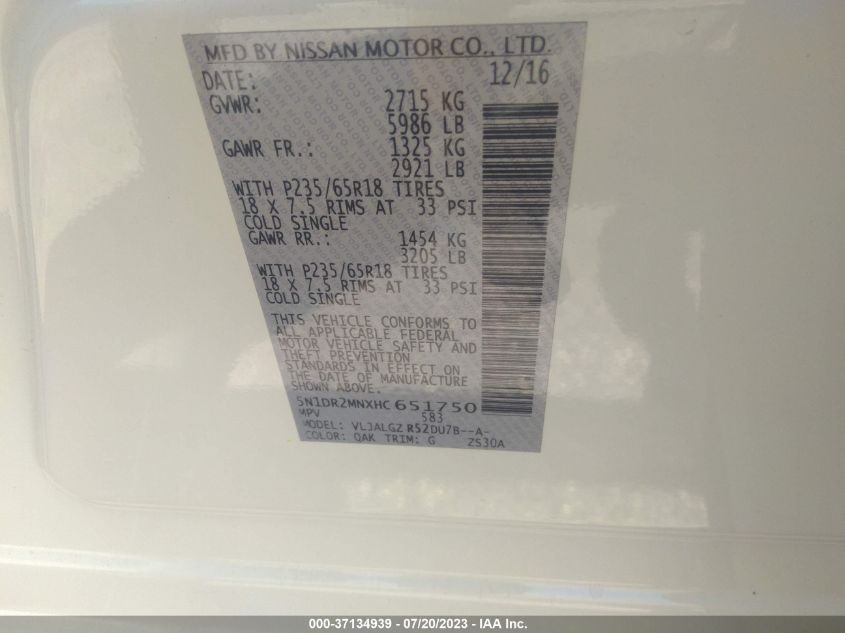 MFD BY NISSAN MOTOR CO., LTD.
DATE: 12/16
GVWR: 2715 KG
5986 LB
GAWR FR.: 1325 KG
2921 LB
WITH P235/65R18 TIRES
18 X 7.5 RIMS AT 33 PSI
COLD SINGLE
GAWR RR.: 1454 KG
3205 LB
WITH P235/65R18 TIRES
18 X 7.5 RIMS AT 33 PSI
COLD SINGLE
THIS VEHICLE CONFORMS TO
ALL APPLICABLE FEDERAL
MOTOR VEHICLE SAFETY AND
THEFT PREVENTION
STANDARDS IN EFFECT ON
THE DATE OF MANUFACTURE
SHOWN ABOVE.
5N1DR2MNXHC651750
MPV 583
MODEL: VLJALGZ R52DU7B--A-
COLOR: QAK TRIM: G ZS30A
000-37134939 - 07/20/2023 - IAA Inc.